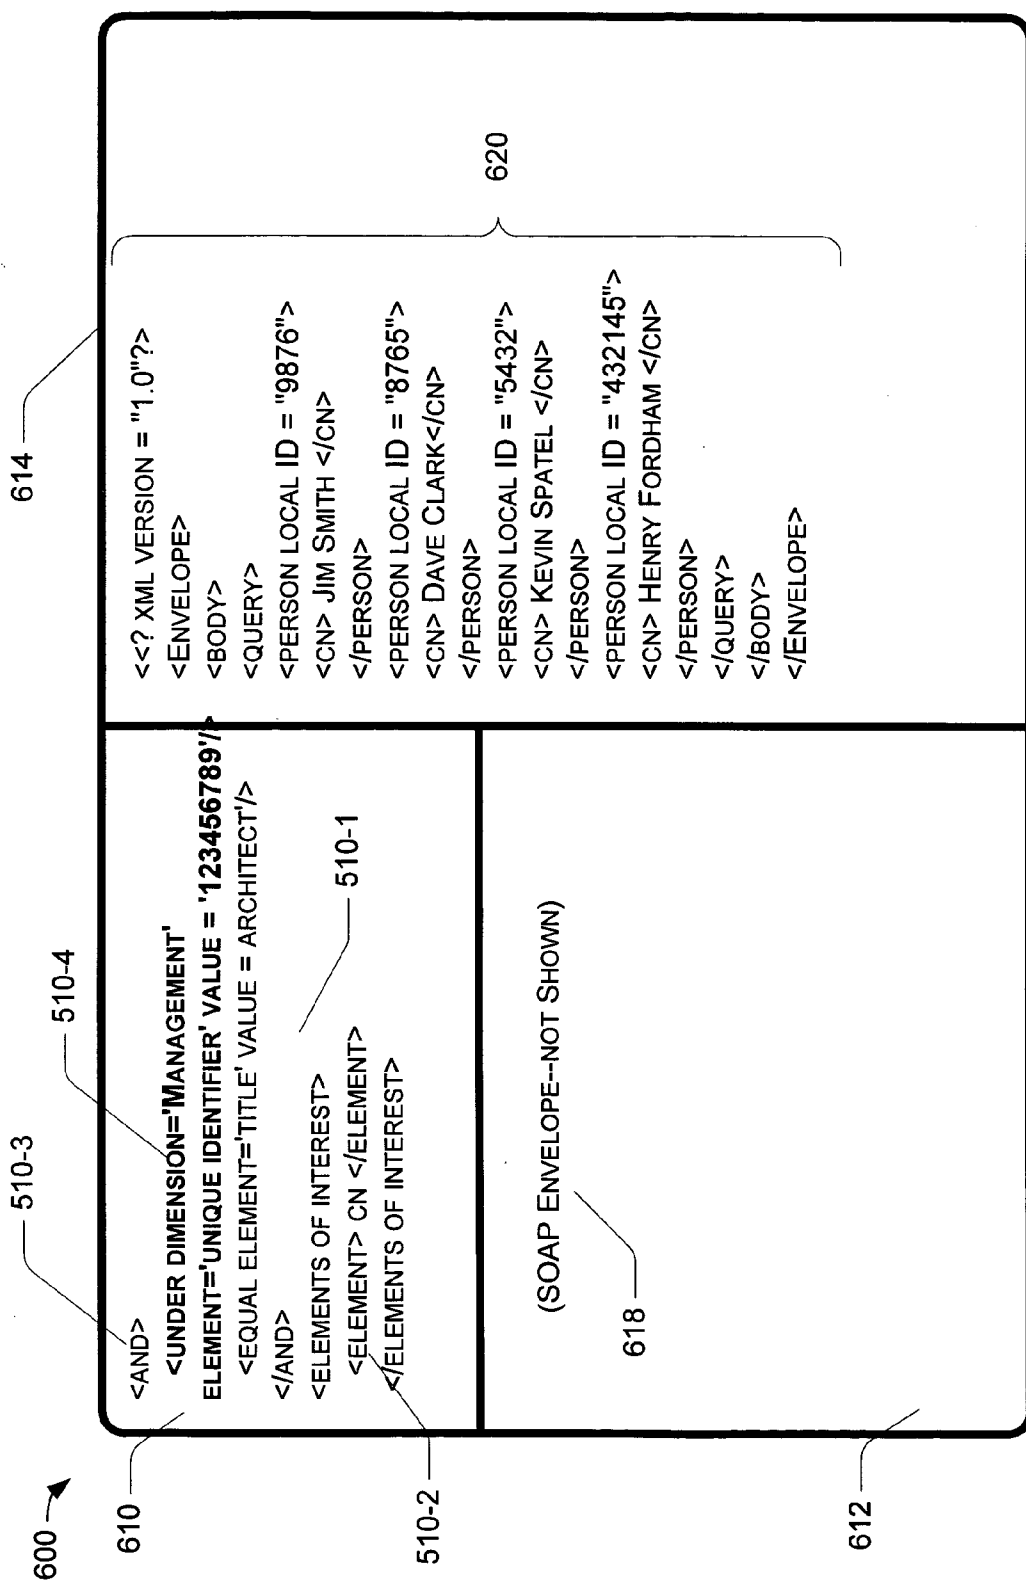 600
610
510-3
510-4
614
<AND>
<UNDER DIMENSION='MANAGEMENT'
ELEMENT='UNIQUE IDENTIFIER' VALUE = '123456789'/>
<EQUAL ELEMENT='TITLE' VALUE = ARCHITECT'/>
</AND>
<ELEMENTS OF INTEREST>
<ELEMENT> CN </ELEMENT>
</ELEMENTS OF INTEREST>
510-1
510-2
<<? XML VERSION = "1.0"?>
<ENVELOPE>
<BODY>
<QUERY>
<PERSON LOCAL ID = "9876">
<CN> JIM SMITH </CN>
</PERSON>
<PERSON LOCAL ID = "8765">
<CN> DAVE CLARK</CN>
</PERSON>
<PERSON LOCAL ID = "5432">
<CN> KEVIN SPATEL </CN>
</PERSON>
<PERSON LOCAL ID = "432145">
<CN> HENRY FORDHAM </CN>
</PERSON>
</QUERY>
</BODY>
</ENVELOPE>
620
(SOAP ENVELOPE--NOT SHOWN)
618
612